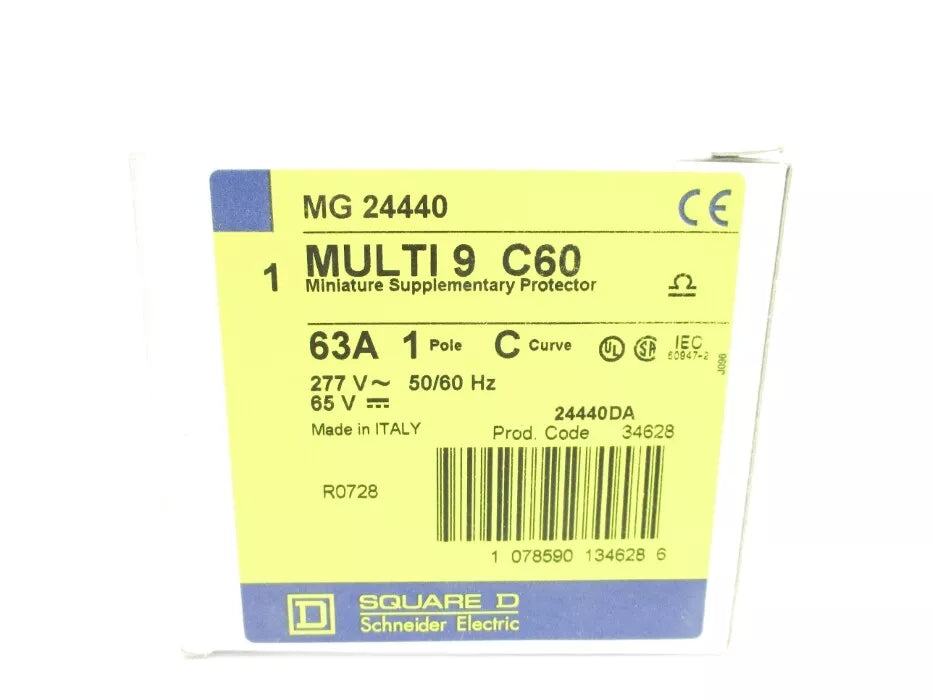 MG 24440
CE
1 MULTI 9 C60
Miniature Supplementary Protector
63A 1 Pole C Curve UL SA IEC
60947-2
J096
277 V~ 50/60 Hz
65 V
24440DA
Made in ITALY
Prod. Code 34628
R0728
1 078590 134628 6
D SQUARE D
Schneider Electric